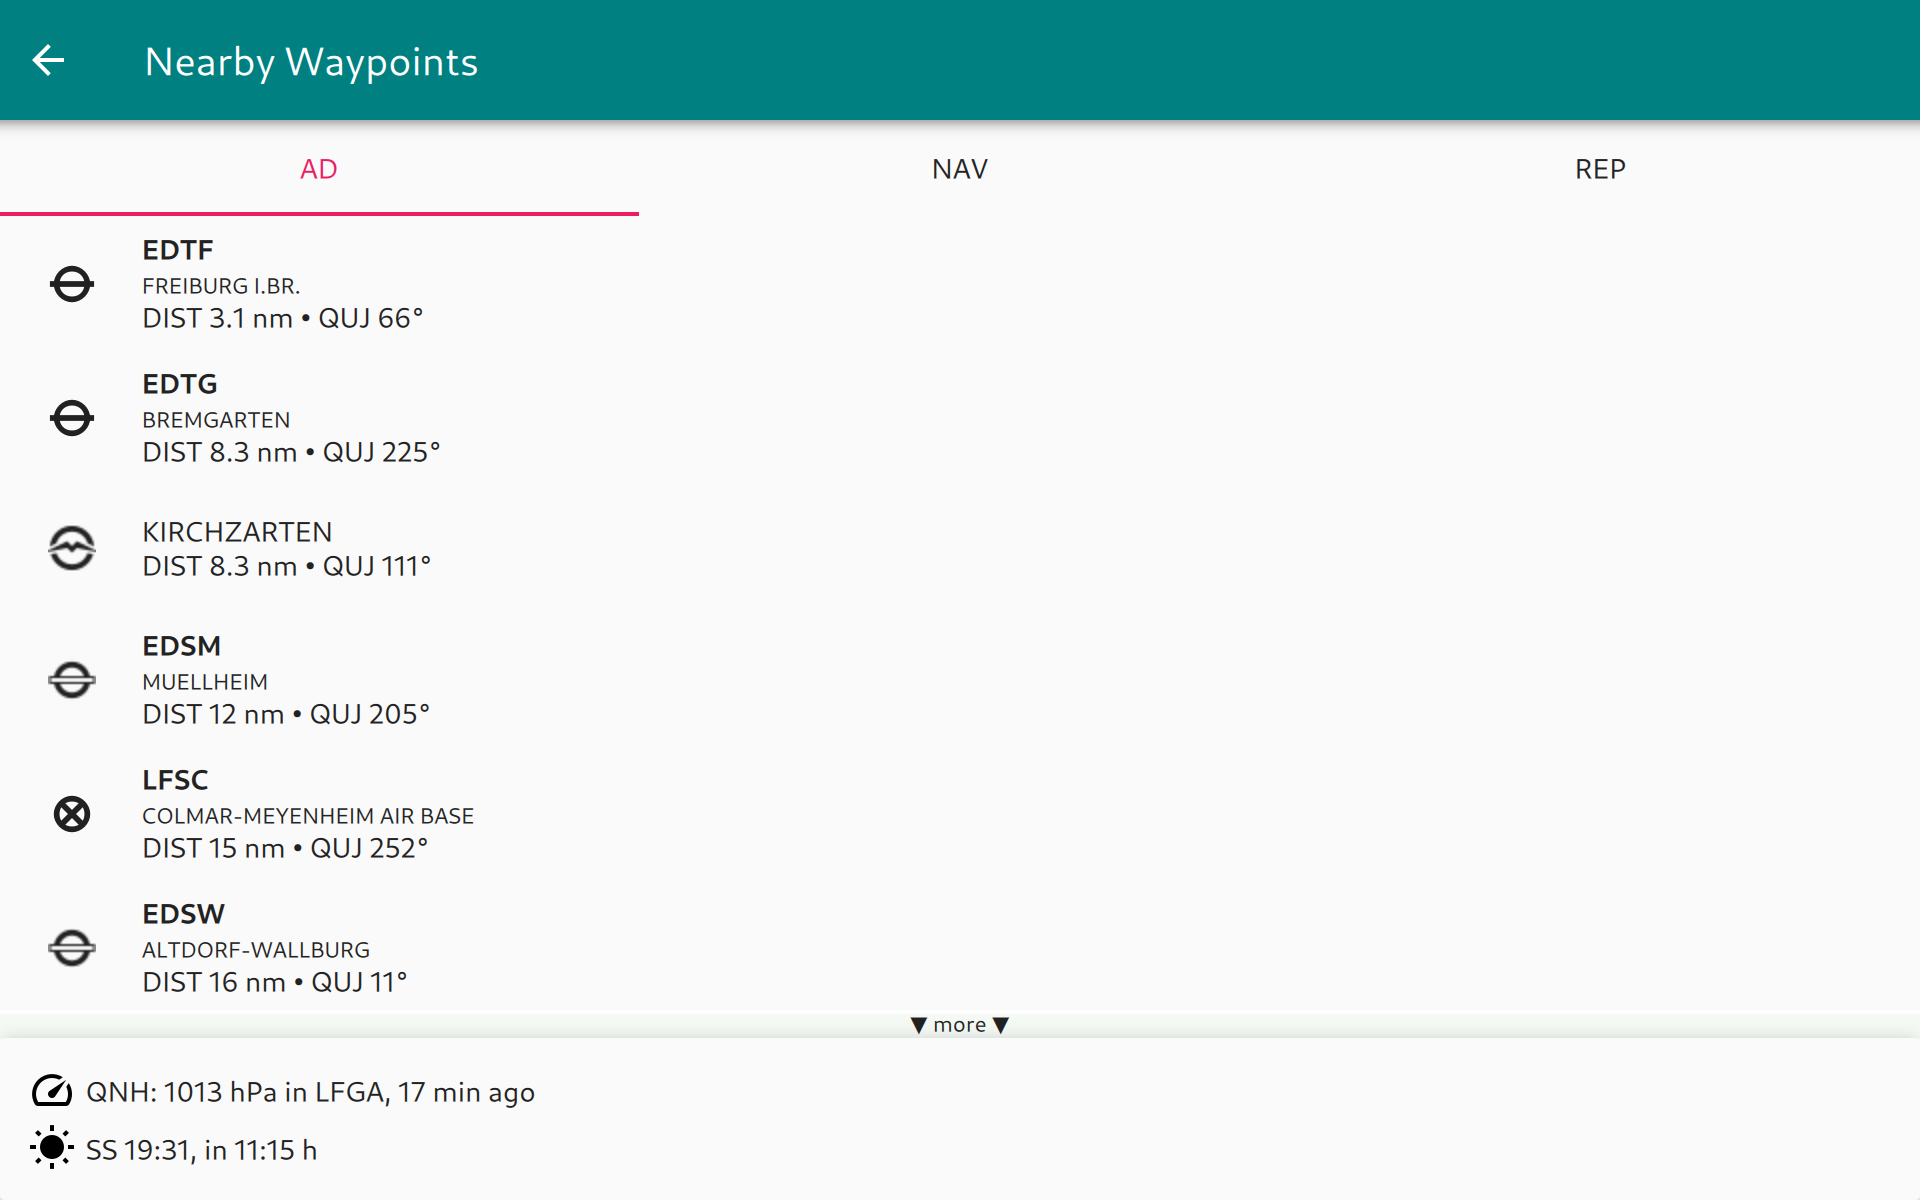 Nearby Waypoints
AD
NAV
REP
EDTF
FREIBURG I.BR.
DIST 3.1 nm • QUJ 66°
EDTG
BREMGARTEN
DIST 8.3 nm • QUJ 225°
KIRCHZARTEN
DIST 8.3 nm • QUJ 111°
EDSM
MUELLHEIM
DIST 12 nm • QUJ 205°
LFSC
COLMAR-MEYENHEIM AIR BASE
DIST 15 nm • QUJ 252°
EDSW
ALTDORF-WALLBURG
DIST 16 nm • QUJ 11°
▼ more ▼
QNH: 1013 hPa in LFGA, 17 min ago
SS 19:31, in 11:15 h